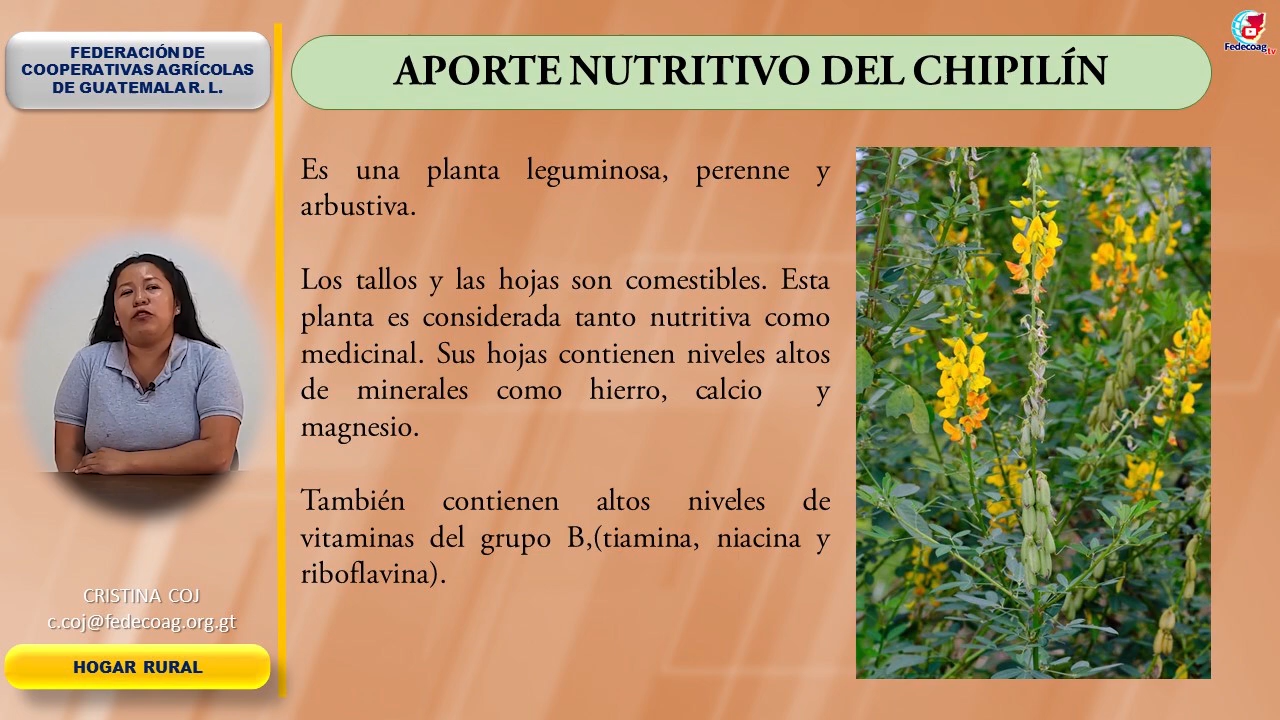 FEDERACIÓN DE
COOPERATIVAS AGRÍCOLAS
DE GUATEMALA R. L.
APORTE NUTRITIVO DEL CHIPILÍN
Fedecoag tv
Es una planta leguminosa, perenne y
arbustiva.
Los tallos y las hojas son comestibles. Esta
planta es considerada tanto nutritiva como
medicinal. Sus hojas contienen niveles altos
de minerales como hierro, calcio y
magnesio.
También contienen altos niveles de
vitaminas del grupo B,(tiamina, niacina y
riboflavina).
CRISTINA COJ
c.coj@fedecoag.org.gt
HOGAR RURAL